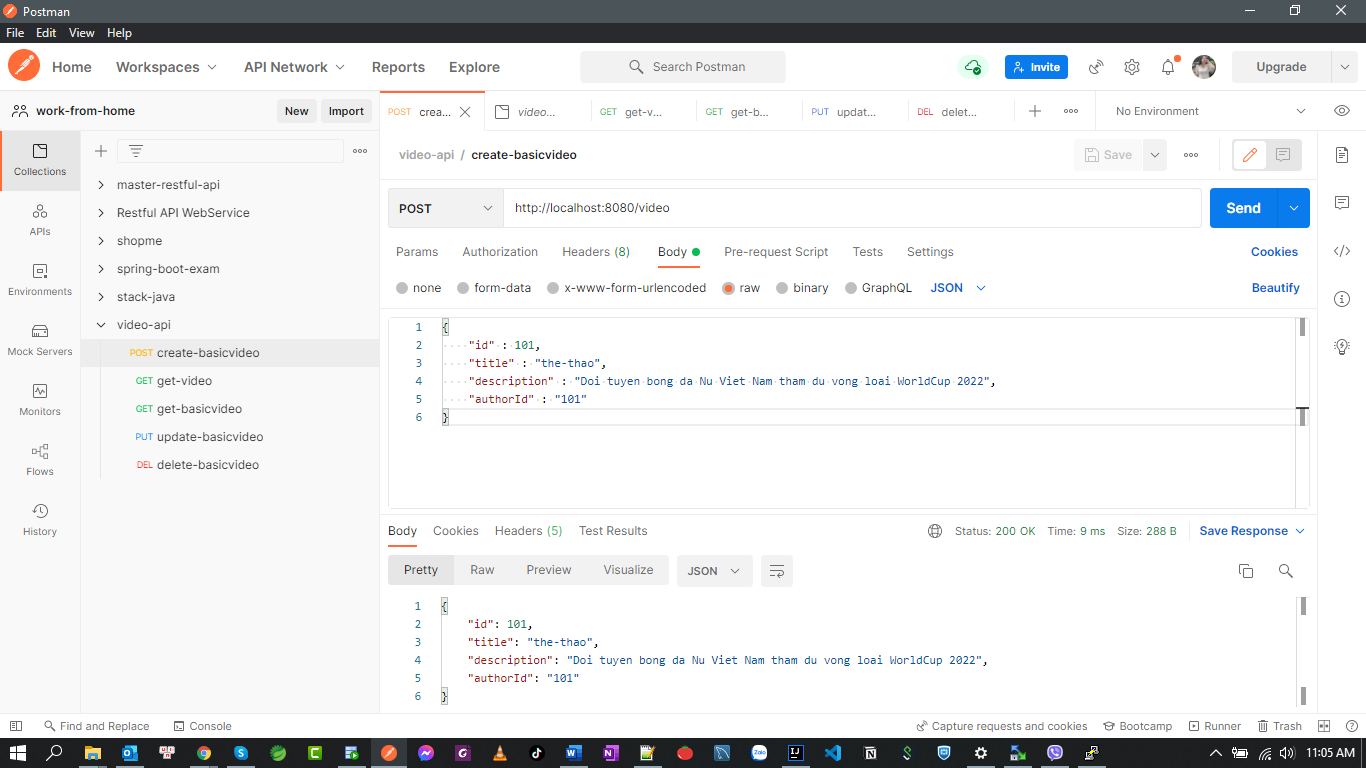 Postman
File Edit View Help
Home Workspaces API Network Reports Explore Search Postman Invite Upgrade
work-from-home New Import
POST crea... video... GET get-v... GET get-b... PUT updat... DEL delet... No Environment
Collections
APIs
Environments
Mock Servers
Monitors
Flows
History
master-restful-api
Restful API WebService
shopme
spring-boot-exam
stack-java
video-api
POST create-basicvideo
GET get-video
GET get-basicvideo
PUT update-basicvideo
DEL delete-basicvideo
video-api / create-basicvideo Save
POST http://localhost:8080/video Send
Params Authorization Headers (8) Body Pre-request Script Tests Settings Cookies
none form-data x-www-form-urlencoded raw binary GraphQL JSON Beautify
1 {
2 "id" : 101,
3 "title" : "the-thao",
4 "description" : "Doi tuyen bong da Nu Viet Nam tham du vong loai WorldCup 2022",
5 "authorId" : "101"
6 }
Body Cookies Headers (5) Test Results Status: 200 OK Time: 9 ms Size: 288 B Save Response
Pretty Raw Preview Visualize JSON
1 {
2 "id": 101,
3 "title": "the-thao",
4 "description": "Doi tuyen bong da Nu Viet Nam tham du vong loai WorldCup 2022",
5 "authorId": "101"
6 }
Find and Replace Console Capture requests and cookies Bootcamp Runner Trash
11:05 AM